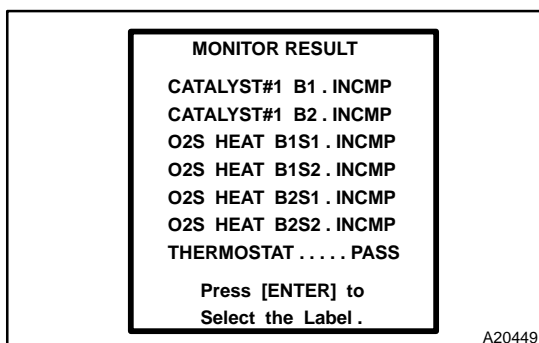 MONITOR RESULT
CATALYST#1 B1 . INCMP
CATALYST#1 B2 . INCMP
O2S HEAT B1S1 . INCMP
O2S HEAT B1S2 . INCMP
O2S HEAT B2S1 . INCMP
O2S HEAT B2S2 . INCMP
THERMOSTAT . . . . . PASS
Press [ENTER] to
Select the Label .
A20449